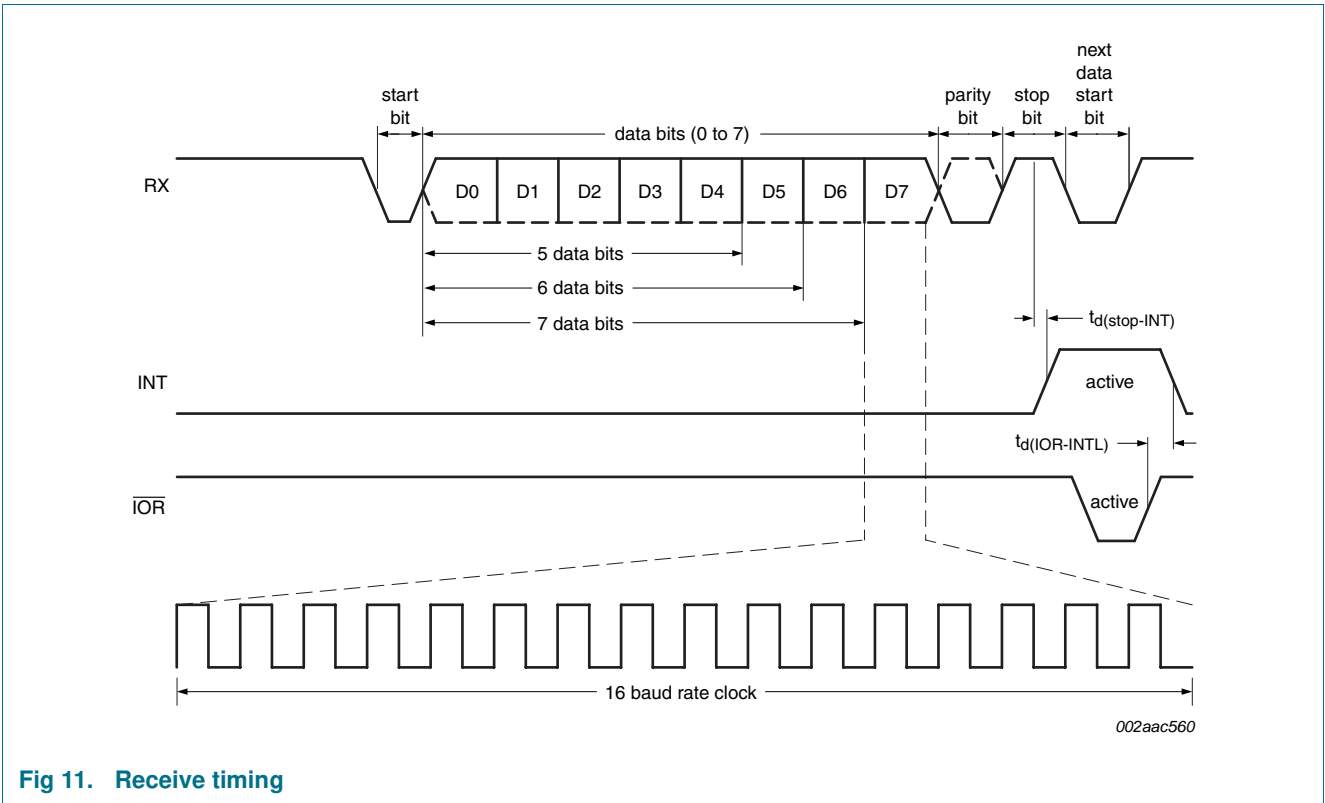 next
data
start
bit
start
bit
parity
bit
stop
bit
data bits (0 to 7)
RX
D0 D1 D2 D3 D4 D5 D6 D7
5 data bits
6 data bits
7 data bits
td(stop-INT)
INT
active
td(IOR-INTL)
IOR
active
16 baud rate clock
002aac560
Fig 11. Receive timing